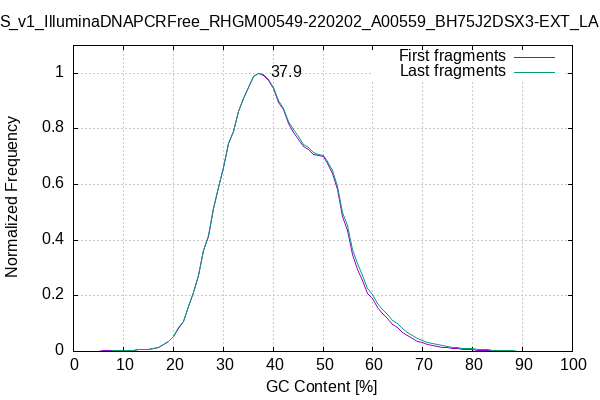 S_v1_IlluminaDNAPCRFree_RHGM00549-220202_A00559_BH75J2DSX3-EXT_LA
First fragments
Last fragments
37.9
Normalized Frequency
1
0.8
0.6
0.4
0.2
0
0 10 20 30 40 50 60 70 80 90 100
GC Content [%]